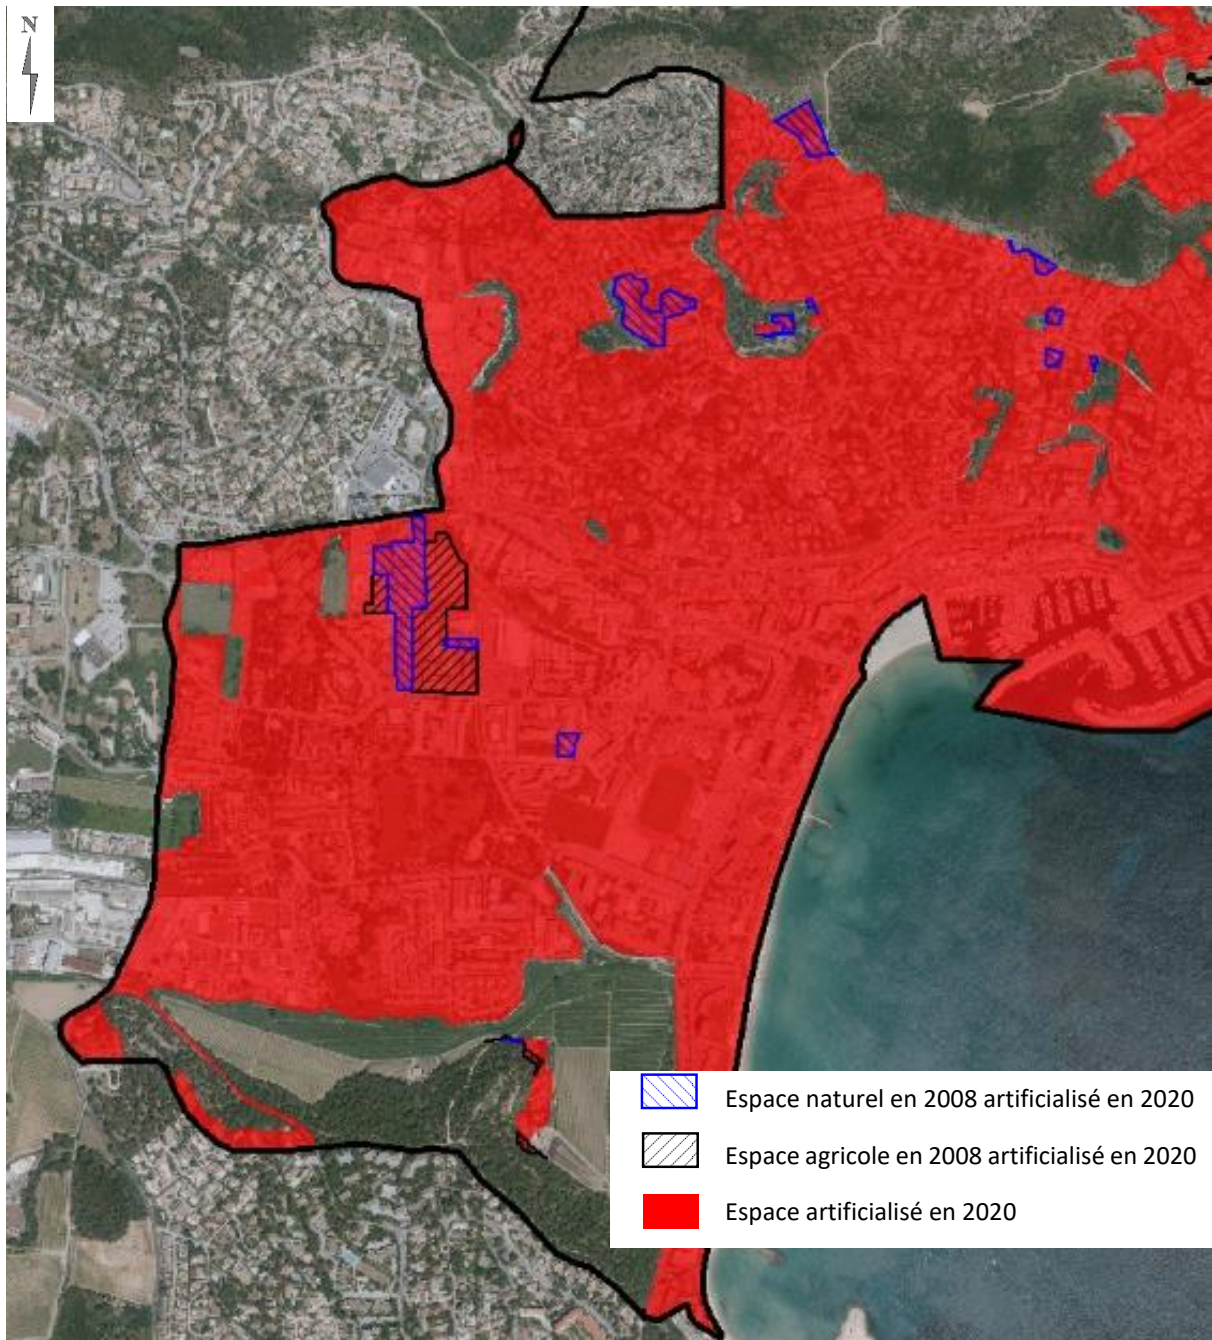 N
Espace naturel en 2008 artificialisé en 2020
Espace agricole en 2008 artificialisé en 2020
Espace artificialisé en 2020